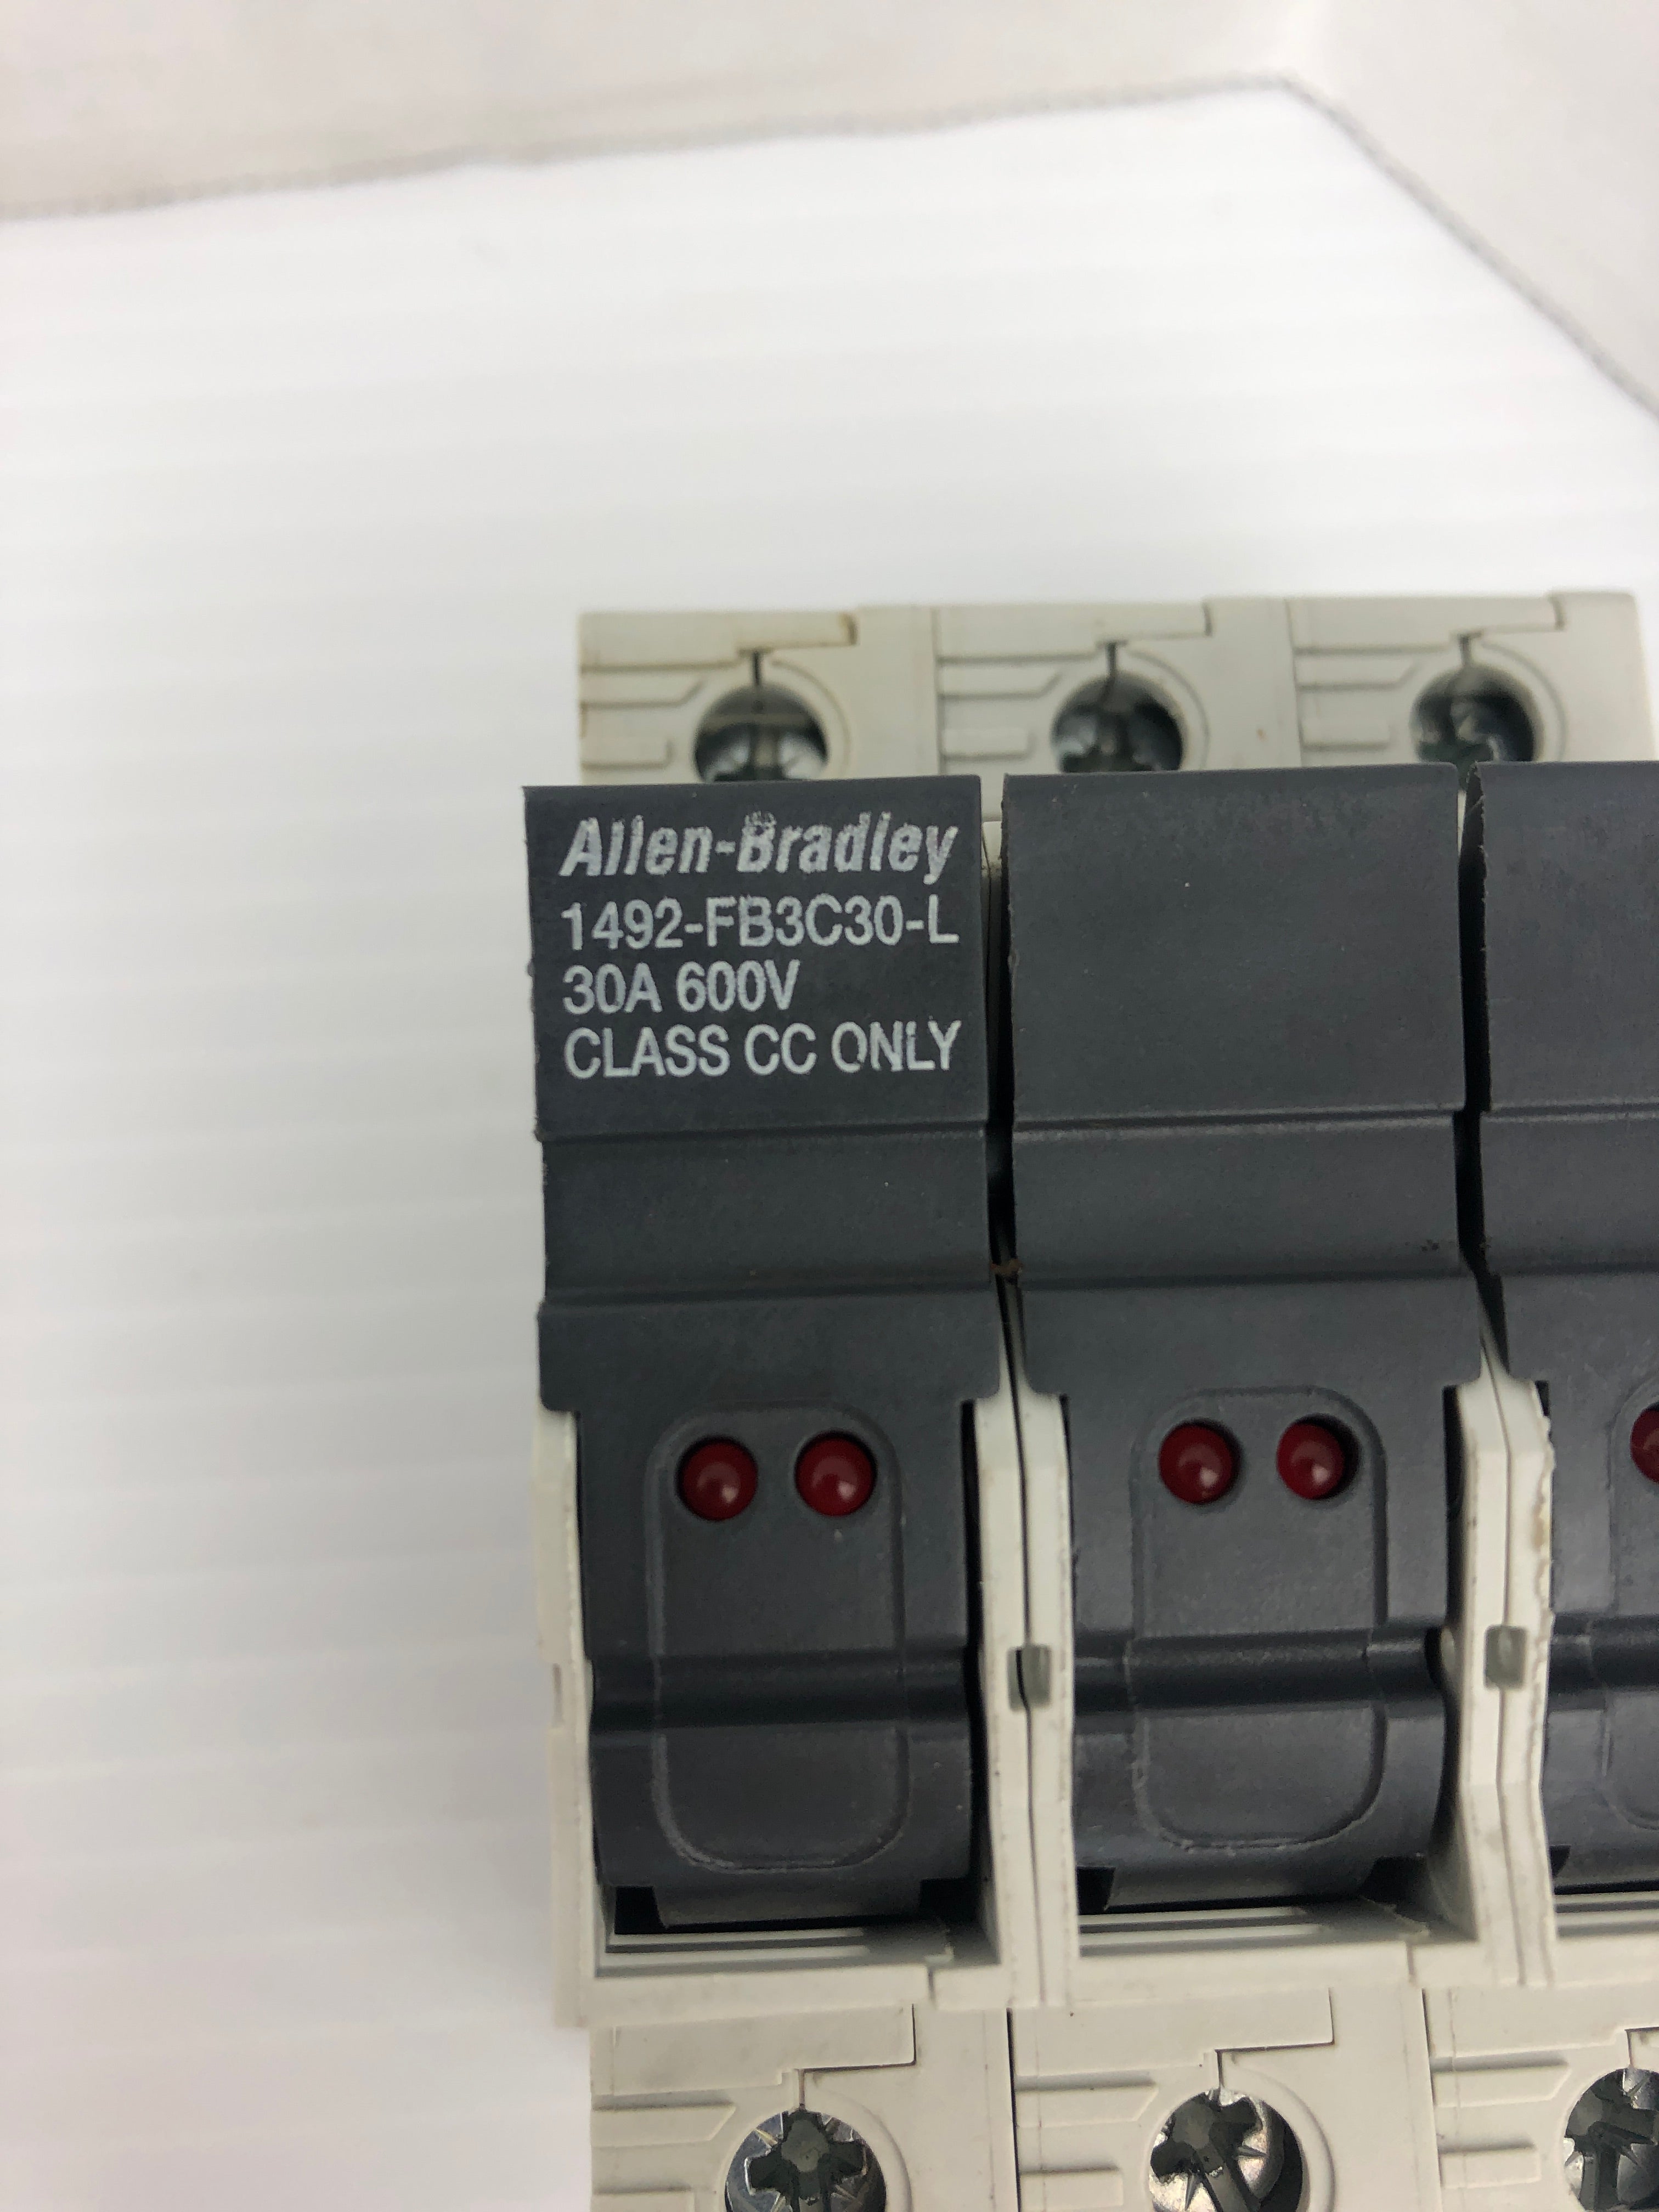 Allen-Bradley
1492-FB3C30-L
30A 600V
CLASS CC ONLY